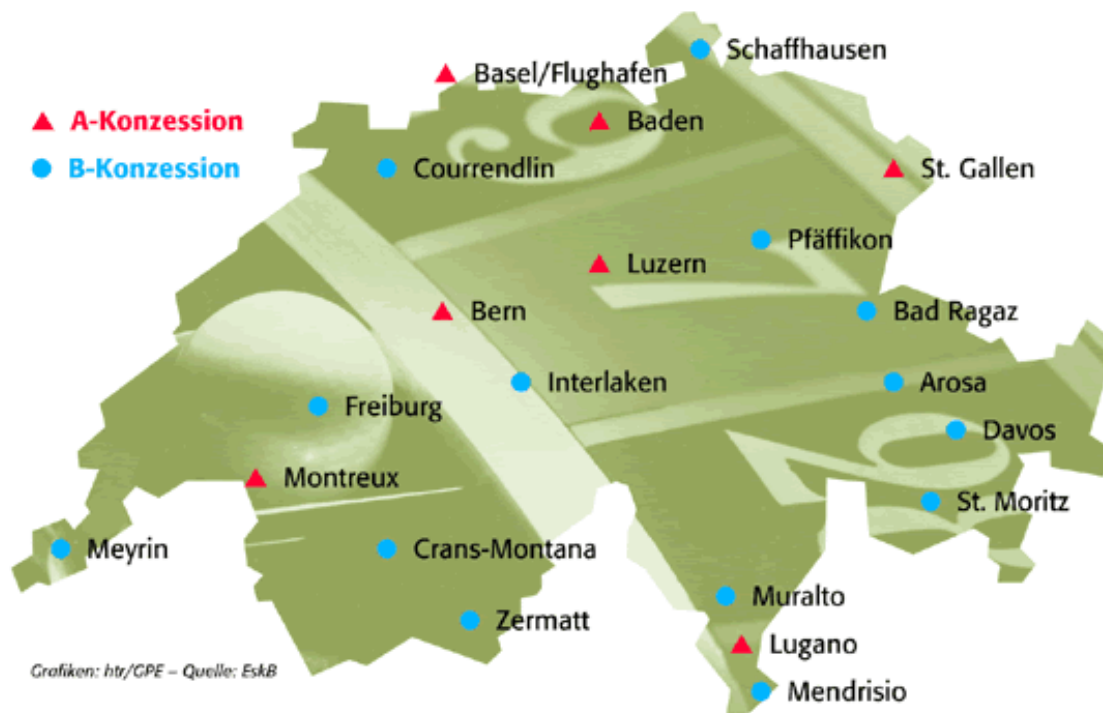 Schaffhausen
Basel/Flughafen
A-Konzession
Baden
B-Konzession
Courrendlin
St. Gallen
Pfäffikon
Luzern
Bern
Bad Ragaz
Interlaken
Arosa
Freiburg
Davos
Montreux
St. Moritz
Meyrin
Crans-Montana
Muralto
Zermatt
Lugano
Grafiken: htr/GPE – Quelle: EskB
Mendrisio